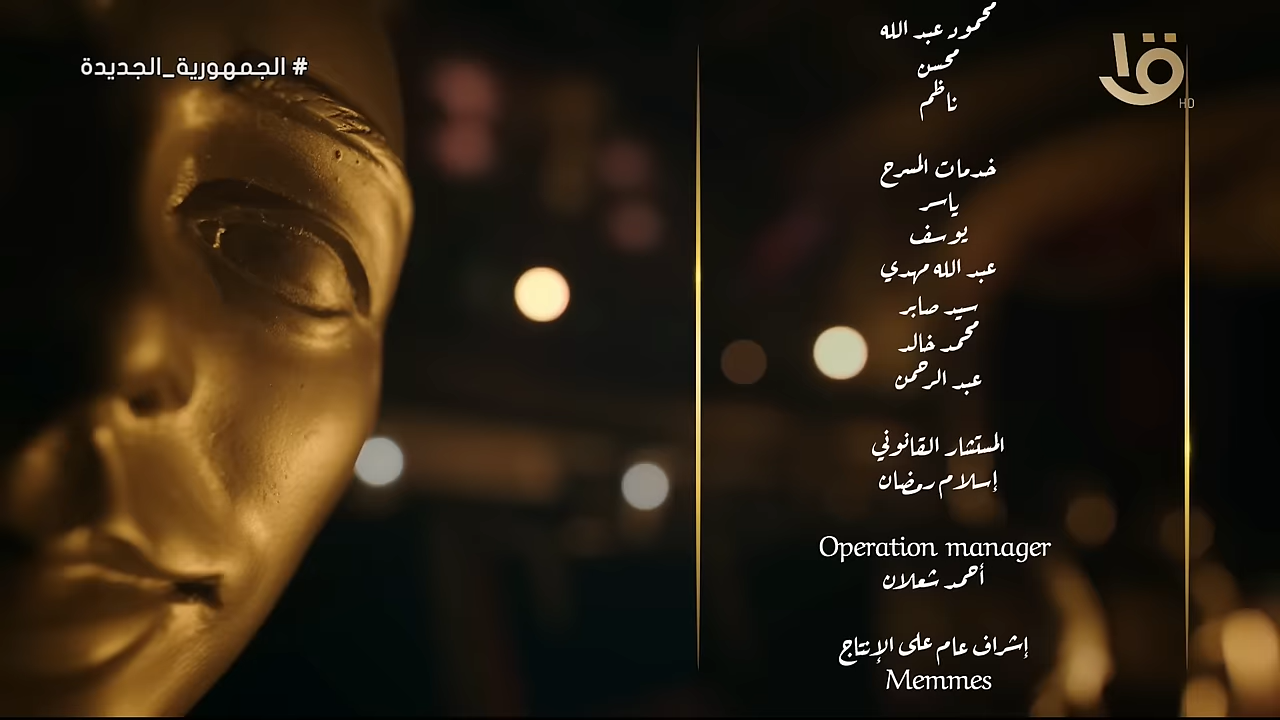 # الجمهورية_الجديدة
HD
محمود عبد الله
محسن
ناظم
خدمات المسرح
ياسر
يوسف
عبد الله مهدي
سيد صابر
محمد خالد
عبد الرحمن
المستشار القانوني
إسلام رمضان
Operation manager
أحمد شعلان
إشراف عام على الإنتاج
Memmes